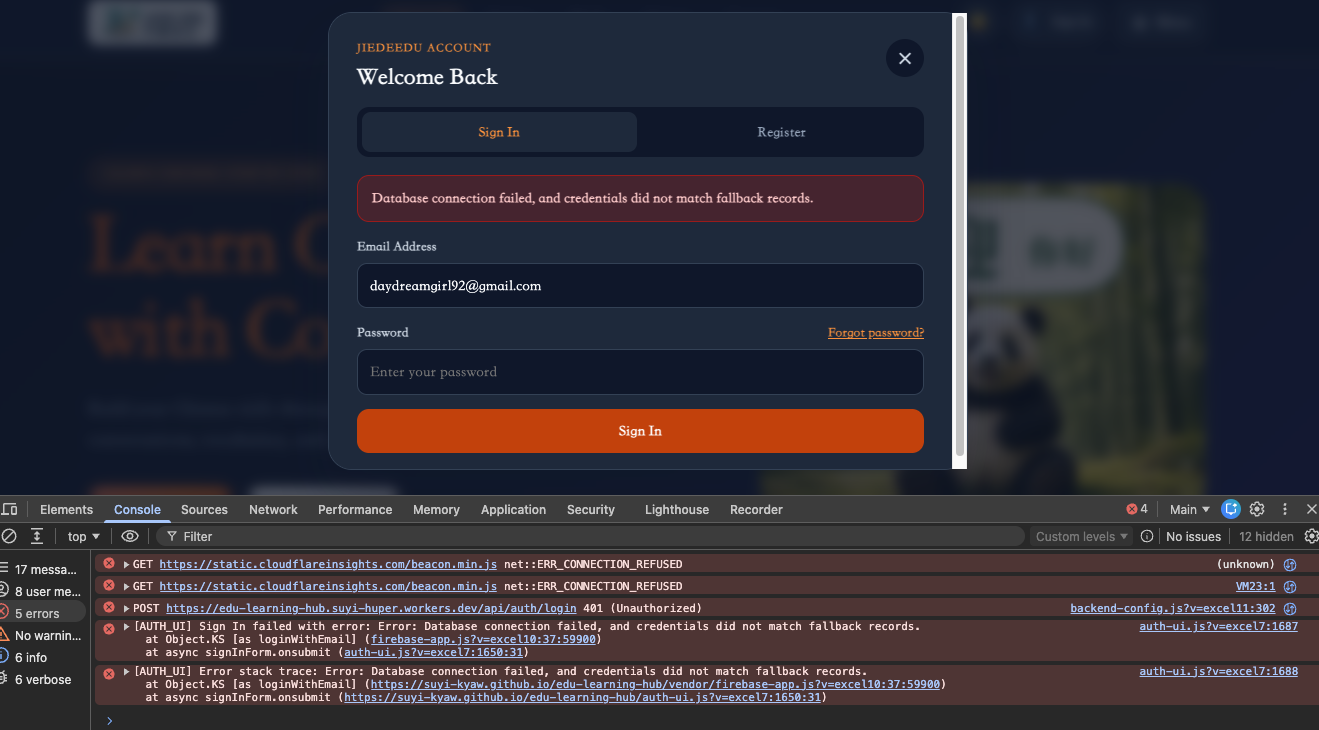 JIEDEEDU ACCOUNT
Welcome Back
Sign In
Register
Database connection failed, and credentials did not match fallback records.
Email Address
daydreamgirl92@gmail.com
Password
Forgot password?
Enter your password
Sign In
Learn C
with Co
Elements Console Sources Network Performance Memory Application Security Lighthouse Recorder 4 Main
top Filter Custom levels No issues 12 hidden
17 messa...
8 user me...
5 errors
No warnin...
6 info
6 verbose
GET https://static.cloudflareinsights.com/beacon.min.js net::ERR_CONNECTION_REFUSED (unknown)
GET https://static.cloudflareinsights.com/beacon.min.js net::ERR_CONNECTION_REFUSED VM23:1
POST https://edu-learning-hub.suyi-huper.workers.dev/api/auth/login 401 (Unauthorized) backend-config.js?v=excel11:302
[AUTH_UI] Sign In failed with error: Error: Database connection failed, and credentials did not match fallback records. auth-ui.js?v=excel7:1687
at Object.KS [as loginWithEmail] (firebase-app.js?v=excel10:37:59900)
at async signInForm.onsubmit (auth-ui.js?v=excel7:1650:31)
[AUTH_UI] Error stack trace: Error: Database connection failed, and credentials did not match fallback records. auth-ui.js?v=excel7:1688
at Object.KS [as loginWithEmail] (https://suyi-kyaw.github.io/edu-learning-hub/vendor/firebase-app.js?v=excel10:37:59900)
at async signInForm.onsubmit (https://suyi-kyaw.github.io/edu-learning-hub/auth-ui.js?v=excel7:1650:31)